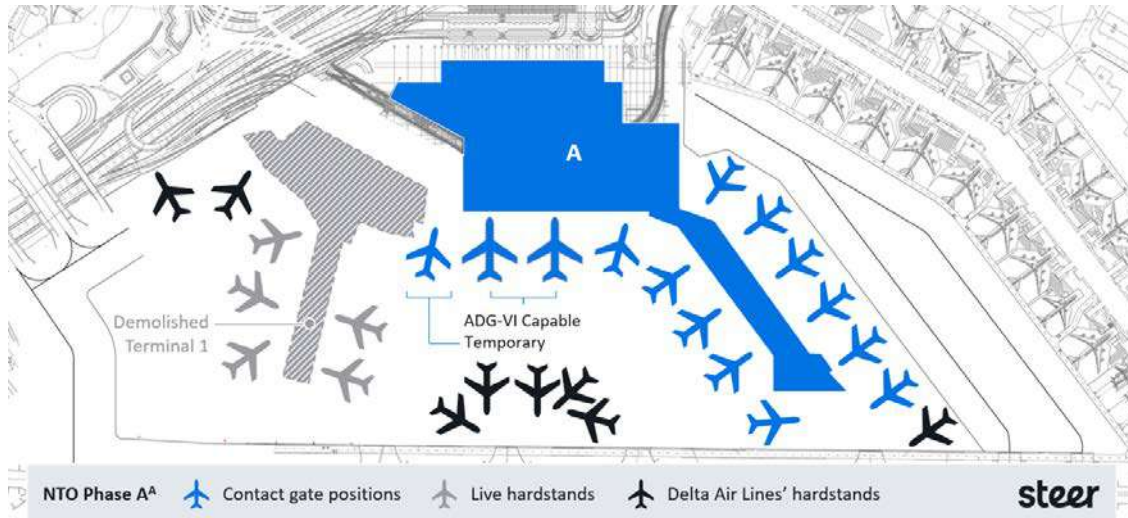 A
Demolished
Terminal 1
ADG-VI Capable
Temporary
NTO Phase Aᴬ
Contact gate positions
Live hardstands
Delta Air Lines’ hardstands
steer